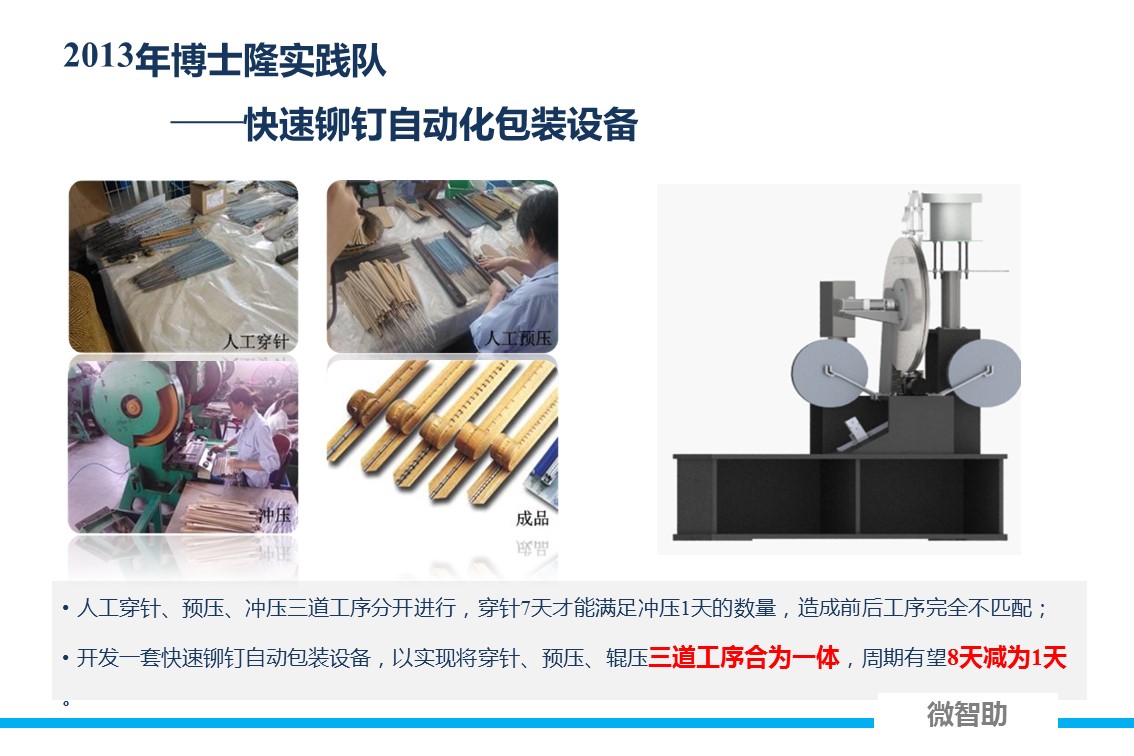 2013年博士隆实践队
——快速铆钉自动化包装设备
人工穿针
人工预压
冲压
成品
• 人工穿针、预压、冲压三道工序分开进行，穿针7天才能满足冲压1天的数量，造成前后工序完全不匹配；
• 开发一套快速铆钉自动包装设备，以实现将穿针、预压、辊压三道工序合为一体，周期有望8天减为1天
。
微智助